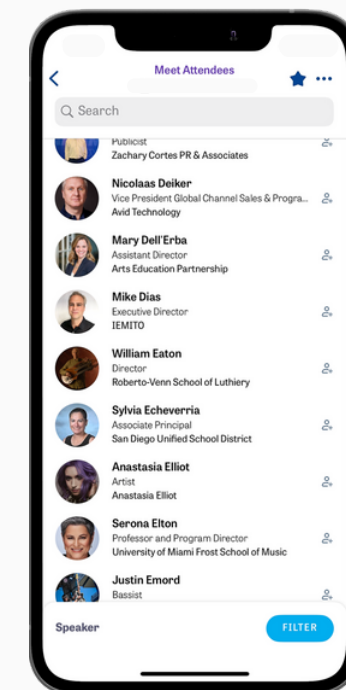 Meet Attendees
Search
Publicist
Zachary Cortes PR & Associates
Nicolaas Deiker
Vice President Global Channel Sales & Progra...
Avid Technology
Mary Dell'Erba
Assistant Director
Arts Education Partnership
Mike Dias
Executive Director
IEMITO
William Eaton
Director
Roberto-Venn School of Luthiery
Sylvia Echeverria
Associate Principal
San Diego Unified School District
Anastasia Elliot
Artist
Anastasia Elliot
Serona Elton
Professor and Program Director
University of Miami Frost School of Music
Justin Emord
Bassist
Speaker
FILTER